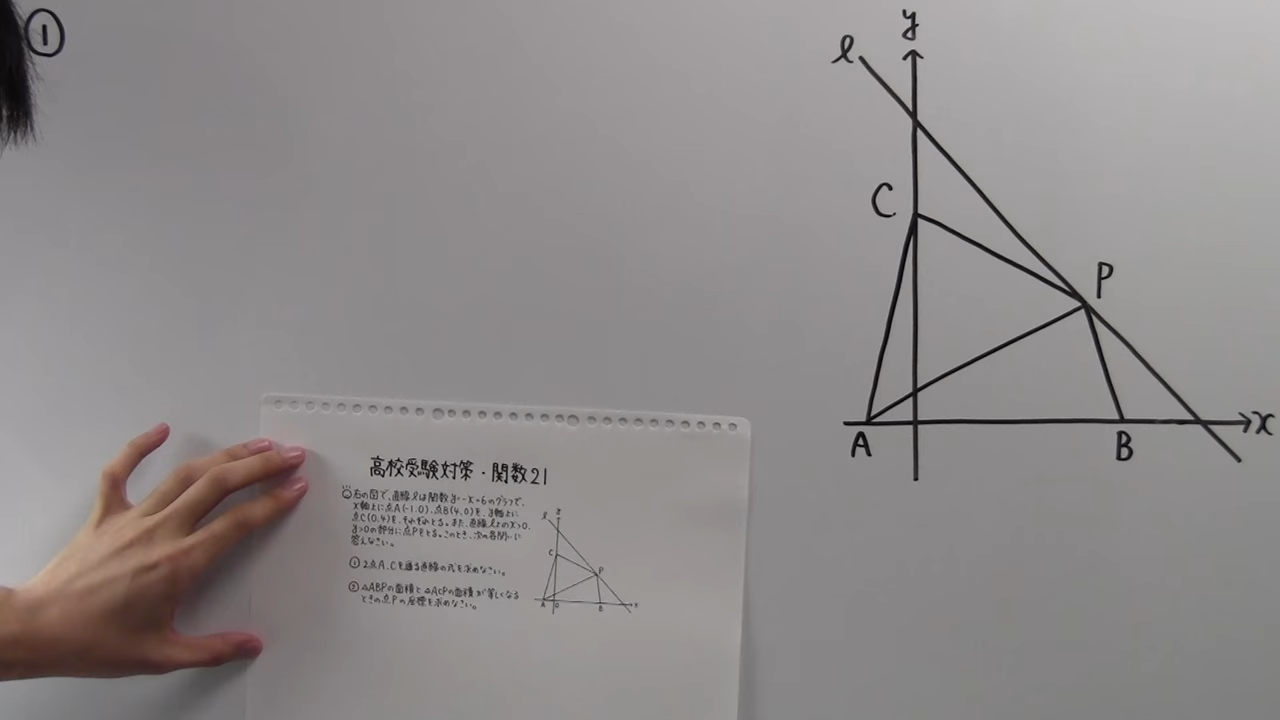 ①
y
l
C
P
A
B
x
高校受験対策・関数21
右の図で、直線lは関数y=-x+6のグラフで、
x軸上に点A(-1,0)、点B(4,0)を、y軸上に
点C(0,4)を、それぞれとる。また、直線l上のx>0、
y>0の部分に点Pをとる。このとき、次の各問いに
答えなさい。
① 2点A、Cを通る直線の式を求めなさい。
② △ABPの面積と△ACPの面積が等しくなる
ときの点Pの座標を求めなさい。
l
y
C
P
A
O
B
x